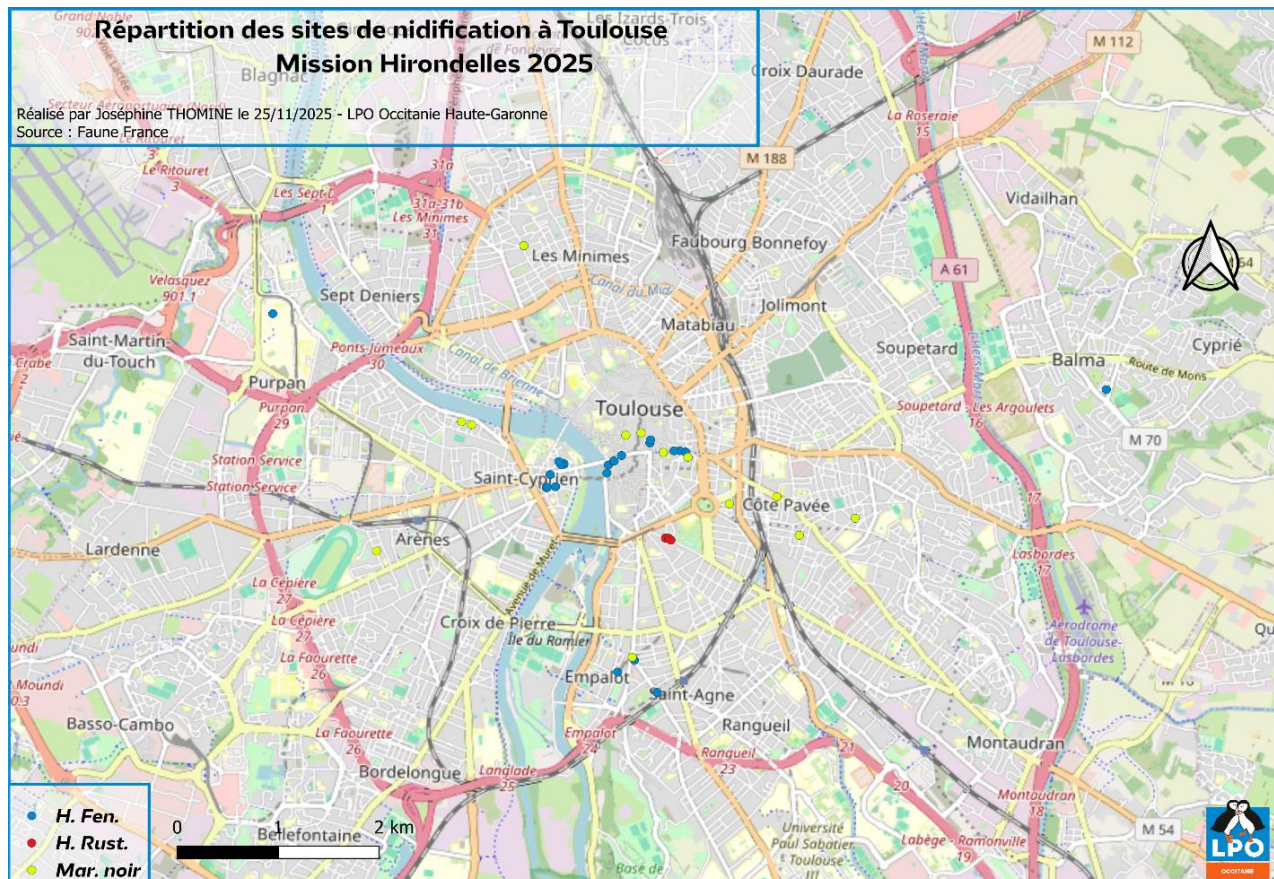 Répartition des sites de nidification à Toulouse
Mission Hirondelles 2025
Réalisé par Joséphine THOMINE le 25/11/2025 - LPO Occitanie Haute-Garonne
Source : Faune France
Blagnac
Les Izards-Trois
Cocus
Croix Daurade
M 112
La Roseraie
15
M 188
Le Ritouret
3
31a
31a-31b
Les Minimes
31
Vidailhan
Les Minimes
Faubourg Bonnefoy
A 61
Velasquez
901.1
Sept Deniers
Canal du Midi
Jolimont
Matabiau
Saint-Martin-
du-Touch
Ponts-Jumeaux
30
Canal de Brienne
Soupetard
Balma
Cyprié
Route de Mons
Crabe
2
Purpan
Purpan
29
Toulouse
Soupetard - Les Argoulets
16
M 70
Station Service
Station Service
Saint-Cyprien
Côte Pavée
17
Lardenne
Arènes
Avenue de Muret
Lasbordes
17
La Cépière
27
La Cépière
27
Croix de Pierre
Île du Ramier
Aérodrome
de Toulouse-
Lasbordes
La Faourette
26
Empalot
Saint-Agne
Basso-Cambo
La Faourette
26
Empalot
24
Rangueil
Rangueil
23
21
20
Montaudran
Bordelongue
Langlade
25
Montaudran
18
H. Fen.
H. Rust.
Mar. noir
0
1
2 km
Bellefontaine
Université
Paul Sabatier
- Toulouse
III
Base de
Labège - Ramonville
19
M 54
LPO
OCCITANIE